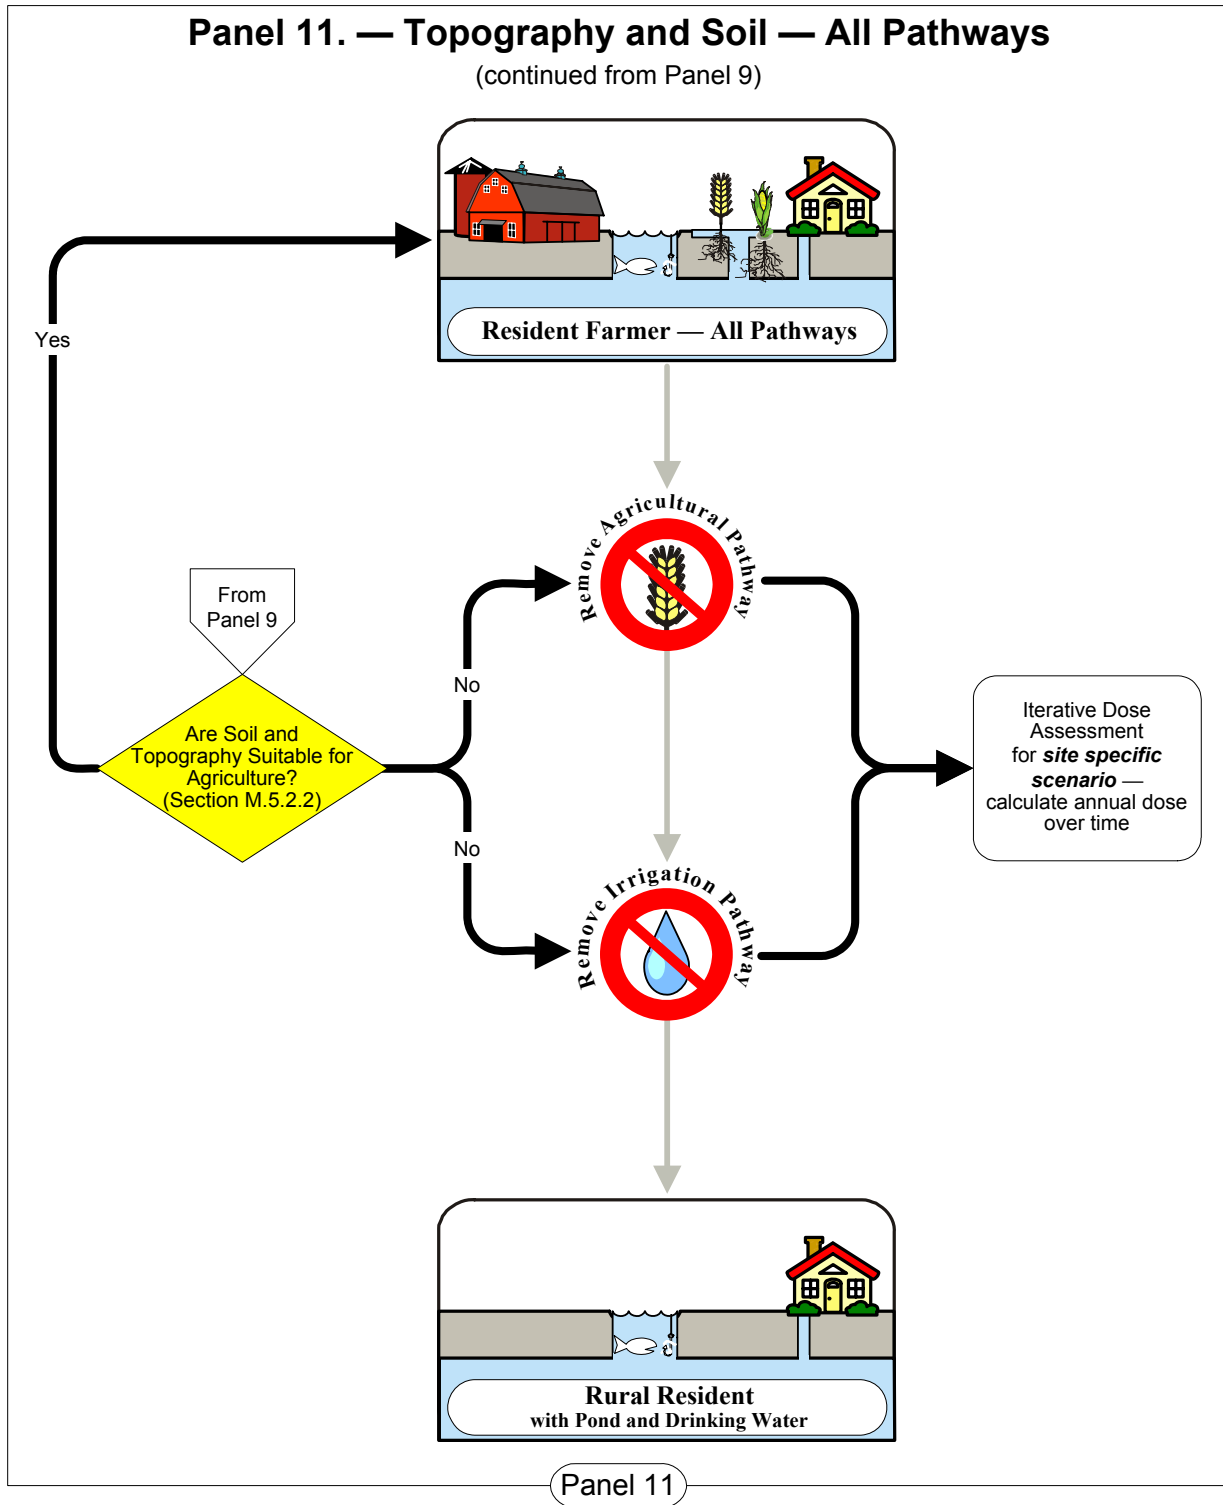 Panel 11. — Topography and Soil — All Pathways
(continued from Panel 9)
Resident Farmer — All Pathways
Yes
Remove Agricultural Pathway
From
Panel 9
No
Are Soil and
Topography Suitable for
Agriculture?
(Section M.5.2.2)
Iterative Dose
Assessment
for site specific
scenario —
calculate annual dose
over time
No
Remove Irrigation Pathway
Rural Resident
with Pond and Drinking Water
Panel 11